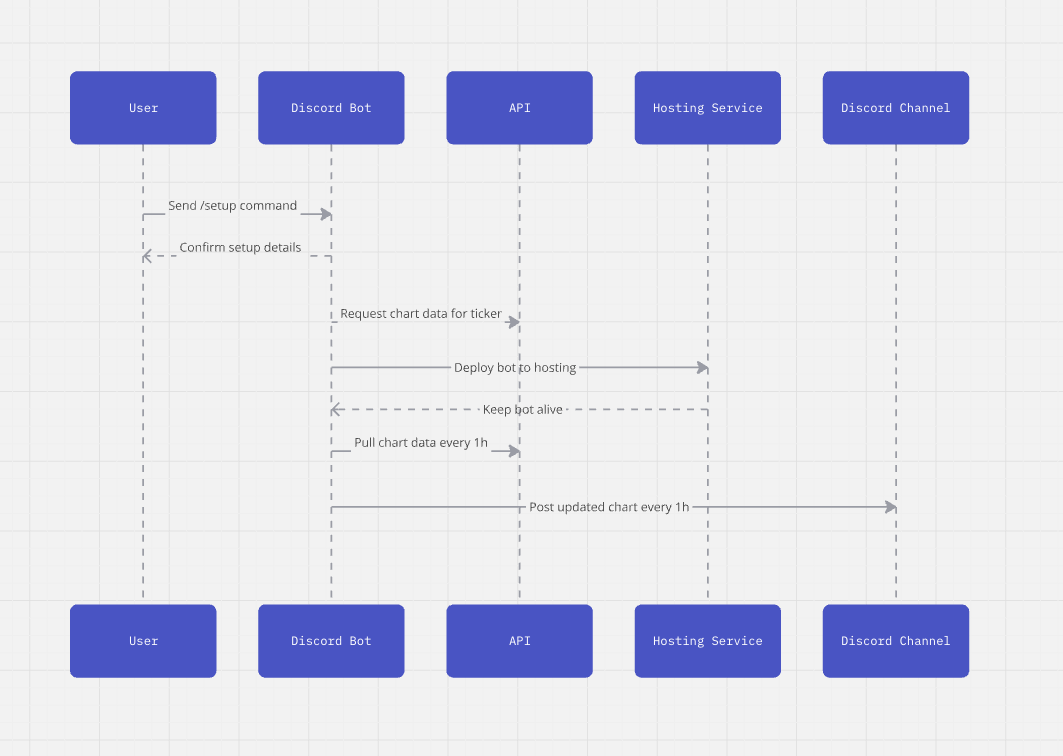 User
Discord Bot
API
Hosting Service
Discord Channel
Send /setup command
Confirm setup details
Request chart data for ticker
Deploy bot to hosting
Keep bot alive
Pull chart data every 1h
Post updated chart every 1h
User
Discord Bot
API
Hosting Service
Discord Channel